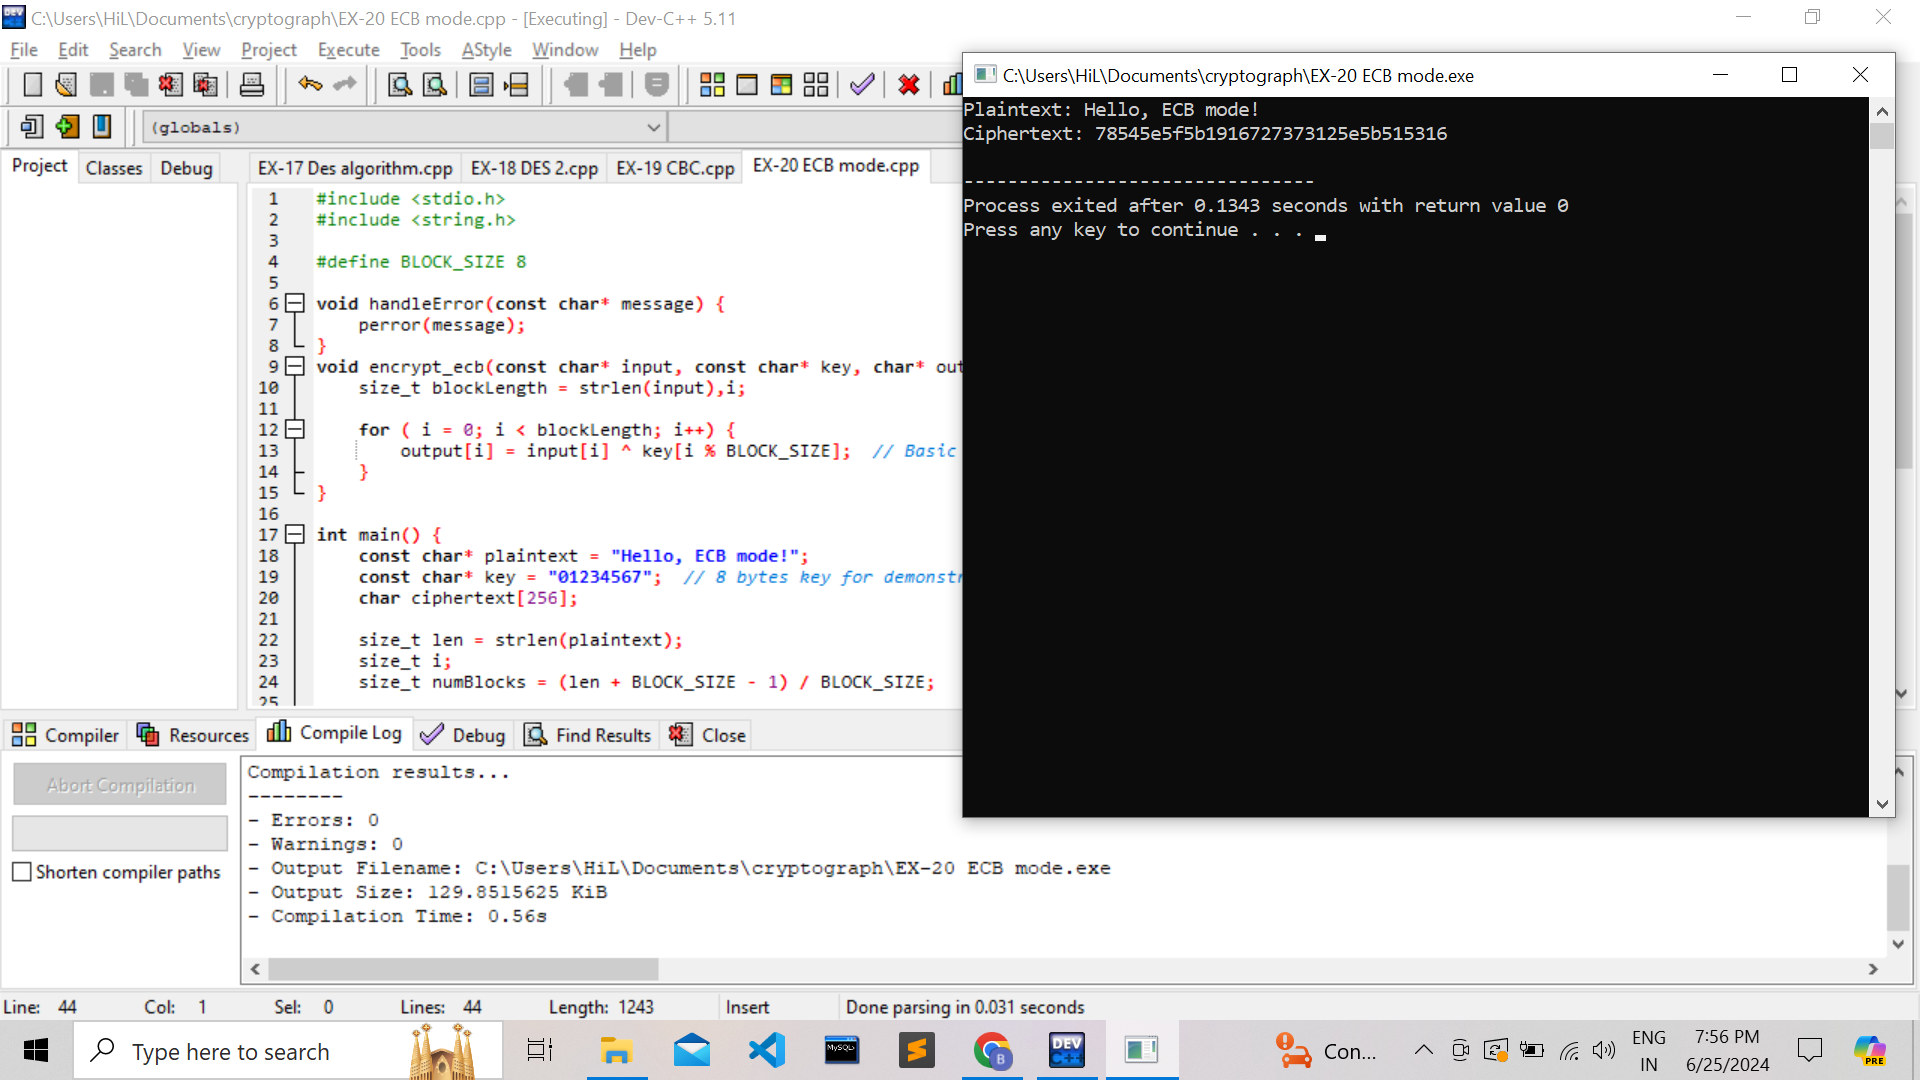 C:\Users\HiL\Documents\cryptograph\EX-20 ECB mode.cpp - [Executing] - Dev-C++ 5.11
File Edit Search View Project Execute Tools AStyle Window Help
(globals)
Project Classes Debug
EX-17 Des algorithm.cpp EX-18 DES 2.cpp EX-19 CBC.cpp EX-20 ECB mode.cpp
1 #include <stdio.h>
2 #include <string.h>
3
4 #define BLOCK_SIZE 8
5
6 void handleError(const char* message) {
7 perror(message);
8 }
9 void encrypt_ecb(const char* input, const char* key, char* out
10 size_t blockLength = strlen(input),i;
11
12 for ( i = 0; i < blockLength; i++) {
13 output[i] = input[i] ^ key[i % BLOCK_SIZE]; // Basic
14 }
15 }
16
17 int main() {
18 const char* plaintext = "Hello, ECB mode!";
19 const char* key = "01234567"; // 8 bytes key for demonstr
20 char ciphertext[256];
21
22 size_t len = strlen(plaintext);
23 size_t i;
24 size_t numBlocks = (len + BLOCK_SIZE - 1) / BLOCK_SIZE;
25
C:\Users\HiL\Documents\cryptograph\EX-20 ECB mode.exe
Plaintext: Hello, ECB mode!
Ciphertext: 78545e5f5b1916727373125e5b515316
--------------------------------
Process exited after 0.1343 seconds with return value 0
Press any key to continue . . .
Compiler Resources Compile Log Debug Find Results Close
Abort Compilation
Shorten compiler paths
Compilation results...
--------
- Errors: 0
- Warnings: 0
- Output Filename: C:\Users\HiL\Documents\cryptograph\EX-20 ECB mode.exe
- Output Size: 129.8515625 KiB
- Compilation Time: 0.56s
Line: 44 Col: 1 Sel: 0 Lines: 44 Length: 1243 Insert Done parsing in 0.031 seconds
Type here to search
MySQL
DEV C++
B
Con...
ENG
IN
7:56 PM
6/25/2024
PRE